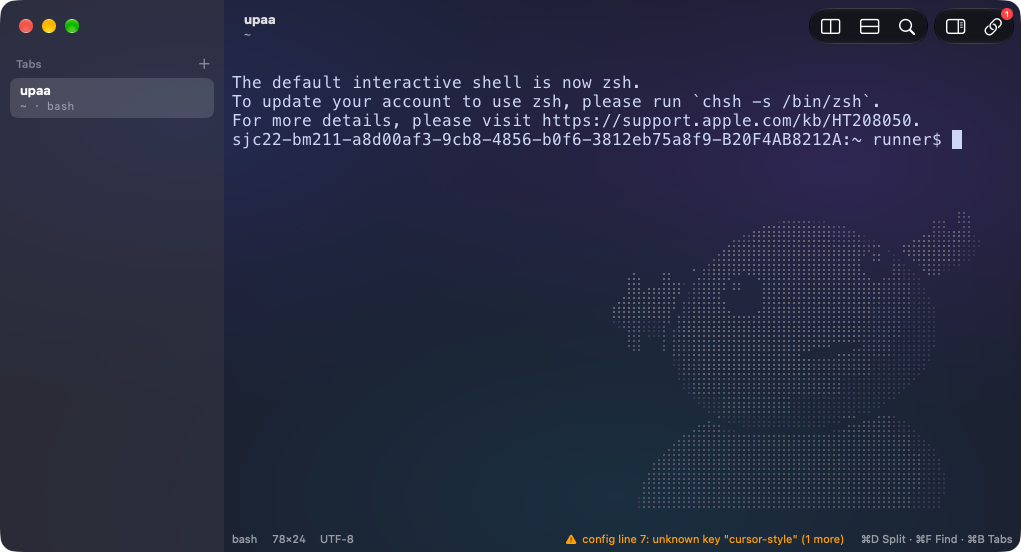 upaa
~
1
Tabs
upaa
~ · bash
The default interactive shell is now zsh.
To update your account to use zsh, please run `chsh -s /bin/zsh`.
For more details, please visit https://support.apple.com/kb/HT208050.
sjc22-bm211-a8d00af3-9cb8-4856-b0f6-3812eb75a8f9-B20F4AB8212A:~ runner$
bash 78×24 UTF-8 config line 7: unknown key "cursor-style" (1 more) ⌘D Split · ⌘F Find · ⌘B Tabs